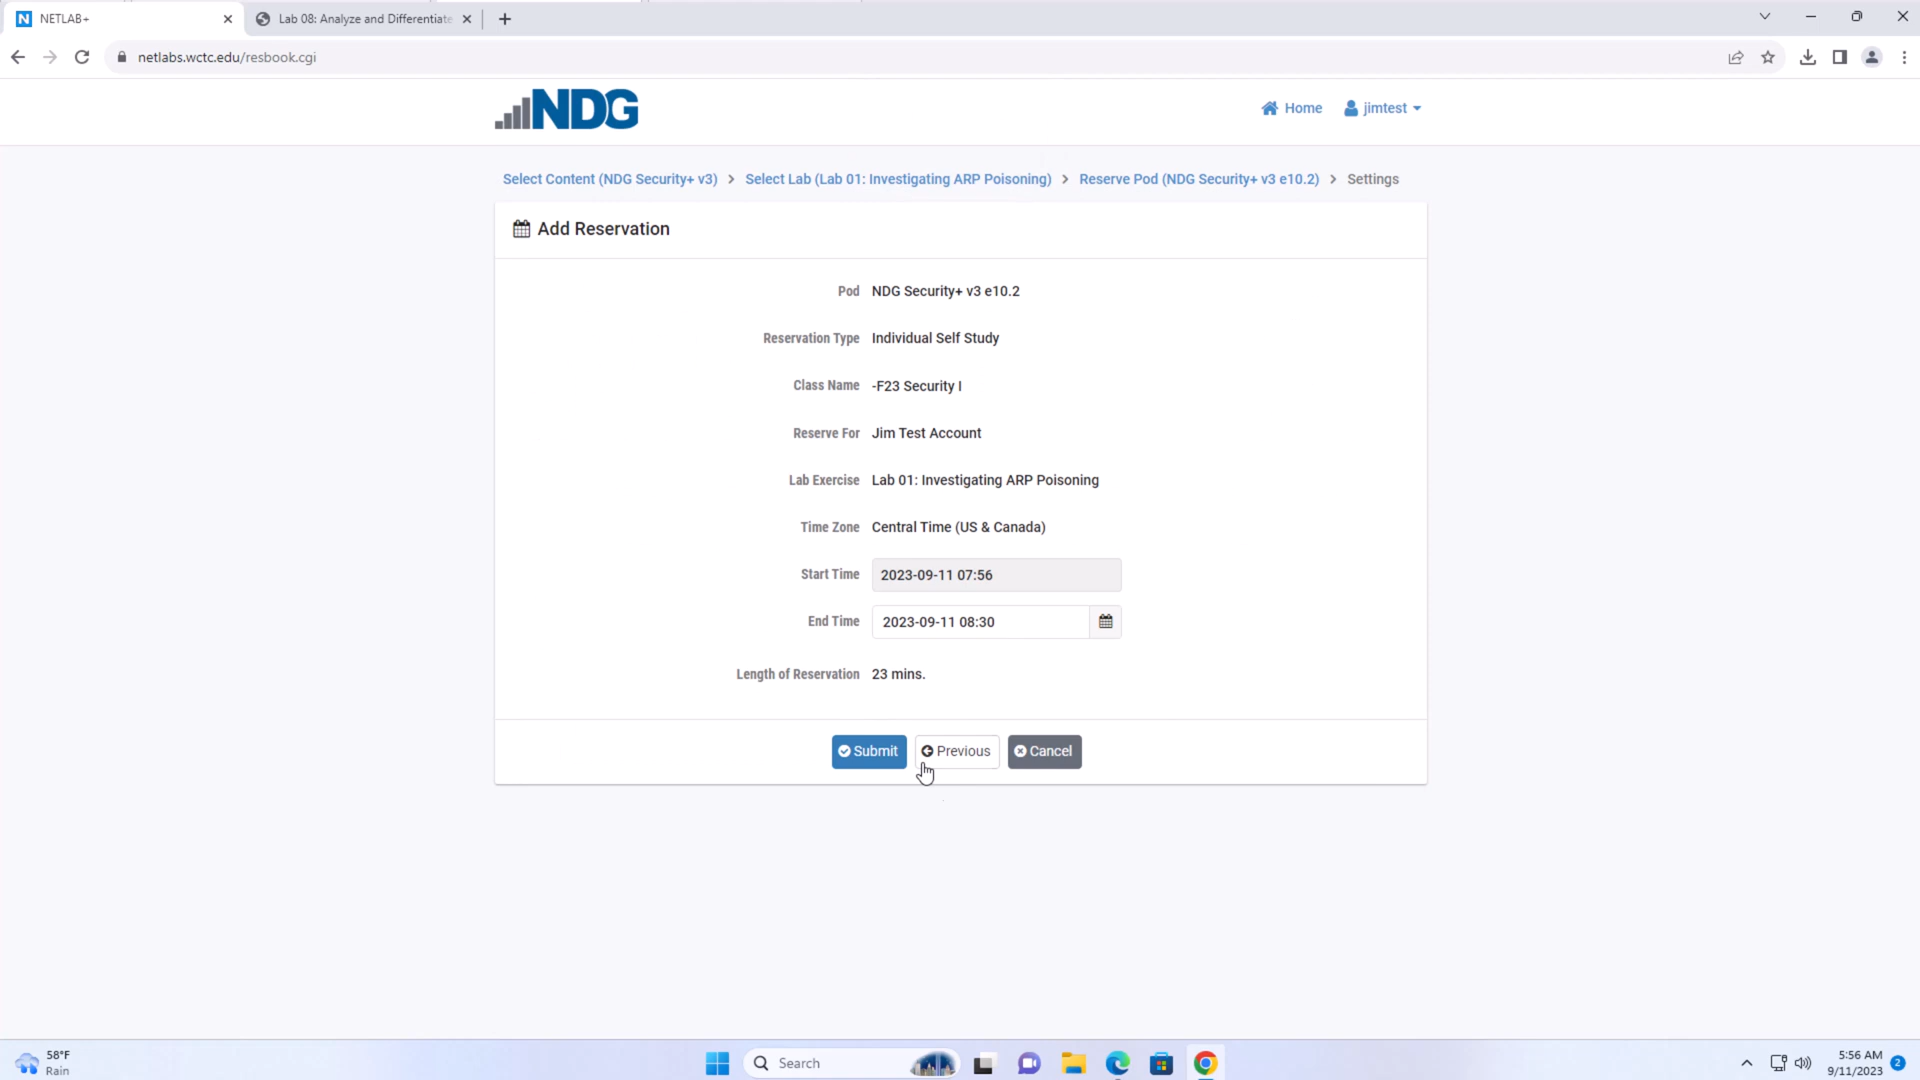 NETLAB+
Lab 08: Analyze and Differentiate
netlabs.wctc.edu/resbook.cgi
NDG
Home
jimtest
Select Content (NDG Security+ v3) > Select Lab (Lab 01: Investigating ARP Poisoning) > Reserve Pod (NDG Security+ v3 e10.2) > Settings
Add Reservation
Pod NDG Security+ v3 e10.2
Reservation Type Individual Self Study
Class Name -F23 Security I
Reserve For Jim Test Account
Lab Exercise Lab 01: Investigating ARP Poisoning
Time Zone Central Time (US & Canada)
Start Time 2023-09-11 07:56
End Time 2023-09-11 08:30
Length of Reservation 23 mins.
Submit Previous Cancel
58°F
Rain
Search
5:56 AM
9/11/2023
2